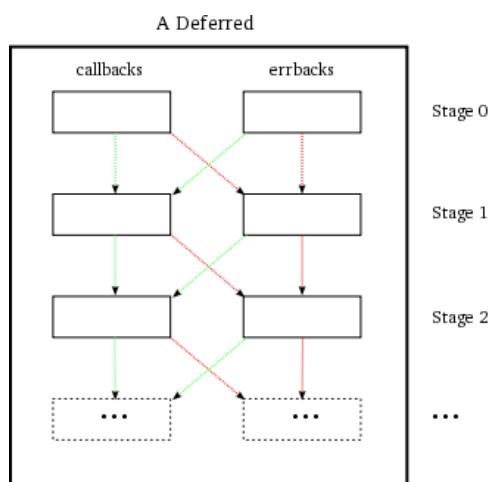 A Deferred
callbacks
errbacks
Stage 0
Stage 1
Stage 2
... ... ...